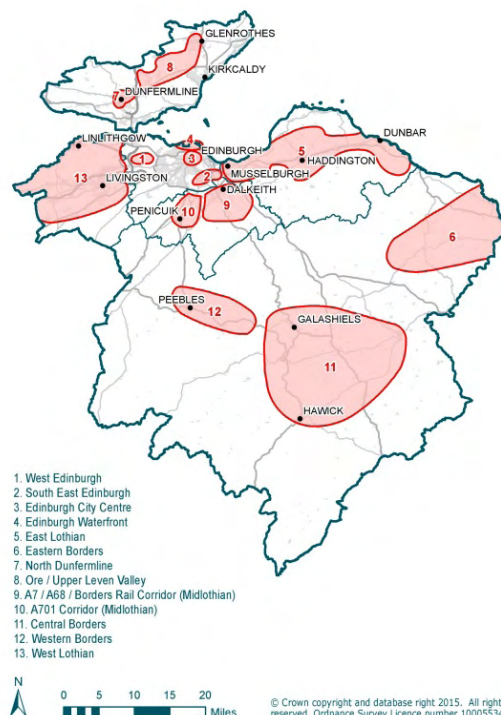 GLENROTHES
8
KIRKCALDY
7
DUNFERMLINE
LINLITHGOW
4
DUNBAR
1
EDINBURGH
3
5
HADDINGTON
13
2
MUSSELBURGH
LIVINGSTON
DALKEITH
PENICUIK
10
9
6
PEEBLES
12
GALASHIELS
11
HAWICK
1. West Edinburgh
2. South East Edinburgh
3. Edinburgh City Centre
4. Edinburgh Waterfront
5. East Lothian
6. Eastern Borders
7. North Dunfermline
8. Ore / Upper Leven Valley
9. A7 / A68 / Borders Rail Corridor (Midlothian)
10. A701 Corridor (Midlothian)
11. Central Borders
12. Western Borders
13. West Lothian
N
0 5 10 20
Miles
© Crown copyright and database right 2015. All right
reserved. Ordnance Survey Licence number 10005534